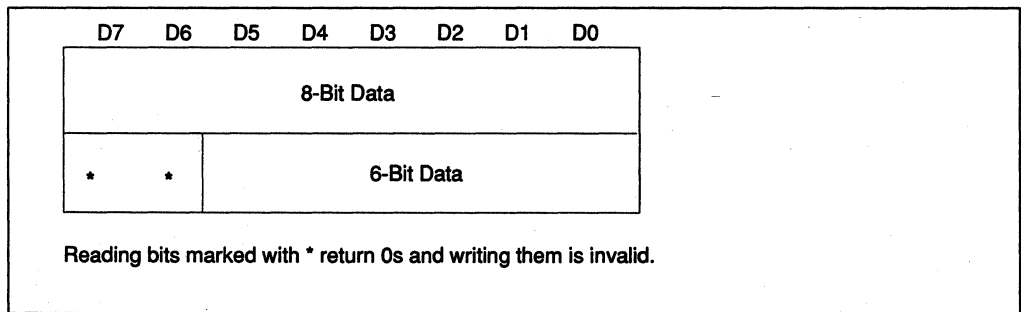 D7 D6 D5 D4 D3 D2 D1 D0
8-Bit Data
* * 6-Bit Data
Reading bits marked with * return 0s and writing them is invalid.